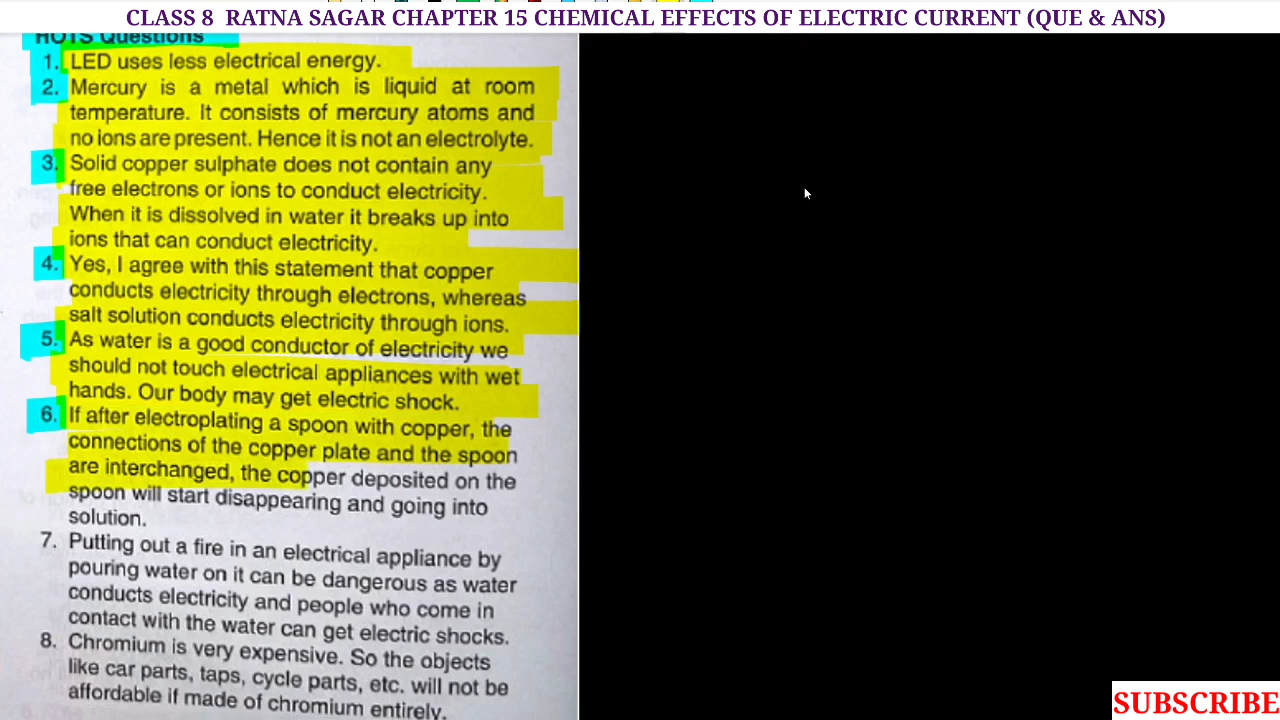 CLASS 8 RATNA SAGAR CHAPTER 15 CHEMICAL EFFECTS OF ELECTRIC CURRENT (QUE & ANS)
HOTS Questions
1. LED uses less electrical energy.
2. Mercury is a metal which is liquid at room
temperature. It consists of mercury atoms and
no ions are present. Hence it is not an electrolyte.
3. Solid copper sulphate does not contain any
free electrons or ions to conduct electricity.
When it is dissolved in water it breaks up into
ions that can conduct electricity.
4. Yes, I agree with this statement that copper
conducts electricity through electrons, whereas
salt solution conducts electricity through ions.
5. As water is a good conductor of electricity we
should not touch electrical appliances with wet
hands. Our body may get electric shock.
6. If after electroplating a spoon with copper, the
connections of the copper plate and the spoon
are interchanged, the copper deposited on the
spoon will start disappearing and going into
solution.
7. Putting out a fire in an electrical appliance by
pouring water on it can be dangerous as water
conducts electricity and people who come in
contact with the water can get electric shocks.
8. Chromium is very expensive. So the objects
like car parts, taps, cycle parts, etc. will not be
affordable if made of chromium entirely.
SUBSCRIBE